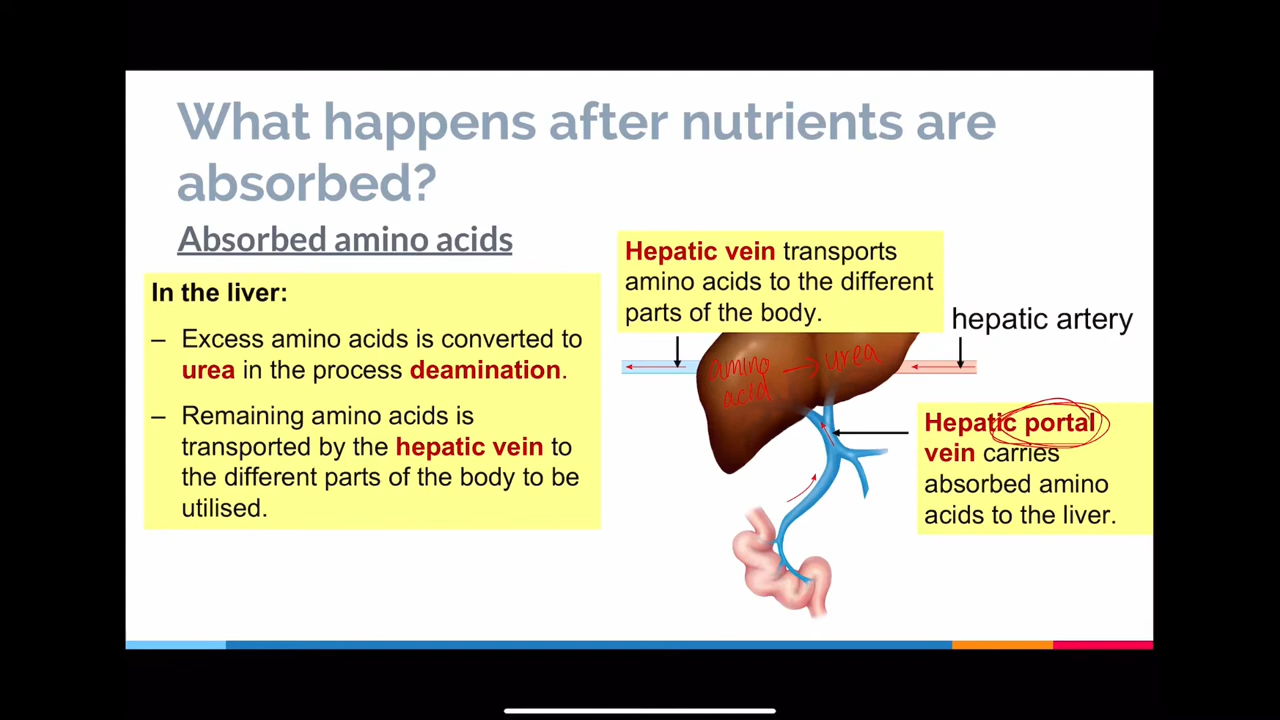 What happens after nutrients are
absorbed?
Absorbed amino acids
In the liver:
– Excess amino acids is converted to
urea in the process deamination.
– Remaining amino acids is
transported by the hepatic vein to
the different parts of the body to be
utilised.
Hepatic vein transports
amino acids to the different
parts of the body.
hepatic artery
amino → urea
acid
Hepatic portal
vein carries
absorbed amino
acids to the liver.